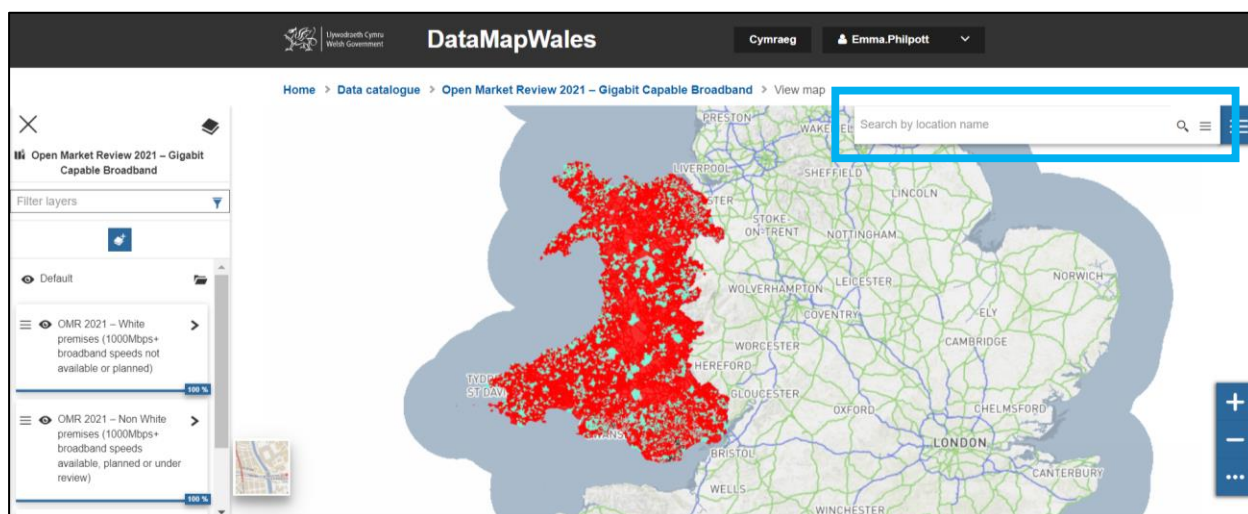 Llywodraeth Cymru
Welsh Government
DataMapWales
Cymraeg
Emma.Philpott
Home > Data catalogue > Open Market Review 2021 – Gigabit Capable Broadband > View map
Search by location name
Open Market Review 2021 – Gigabit
Capable Broadband
Filter layers
Default
OMR 2021 – White
premises (1000Mbps+
broadband speeds not
available or planned)
100 %
OMR 2021 – Non White
premises (1000Mbps+
broadband speeds
available, planned or under
review)
100 %
PRESTON
LIVERPOOL
SHEFFIELD
LINCOLN
STOKE-
ON-TRENT
NOTTINGHAM
NORWICH
LEICESTER
WOLVERHAMPTON
COVENTRY
ELY
CAMBRIDGE
WORCESTER
HEREFORD
ST DAV
GLOUCESTER
OXFORD
CHELMSFORD
LONDON
BRISTOL
CANTERBURY
WELLS
WINCHESTER